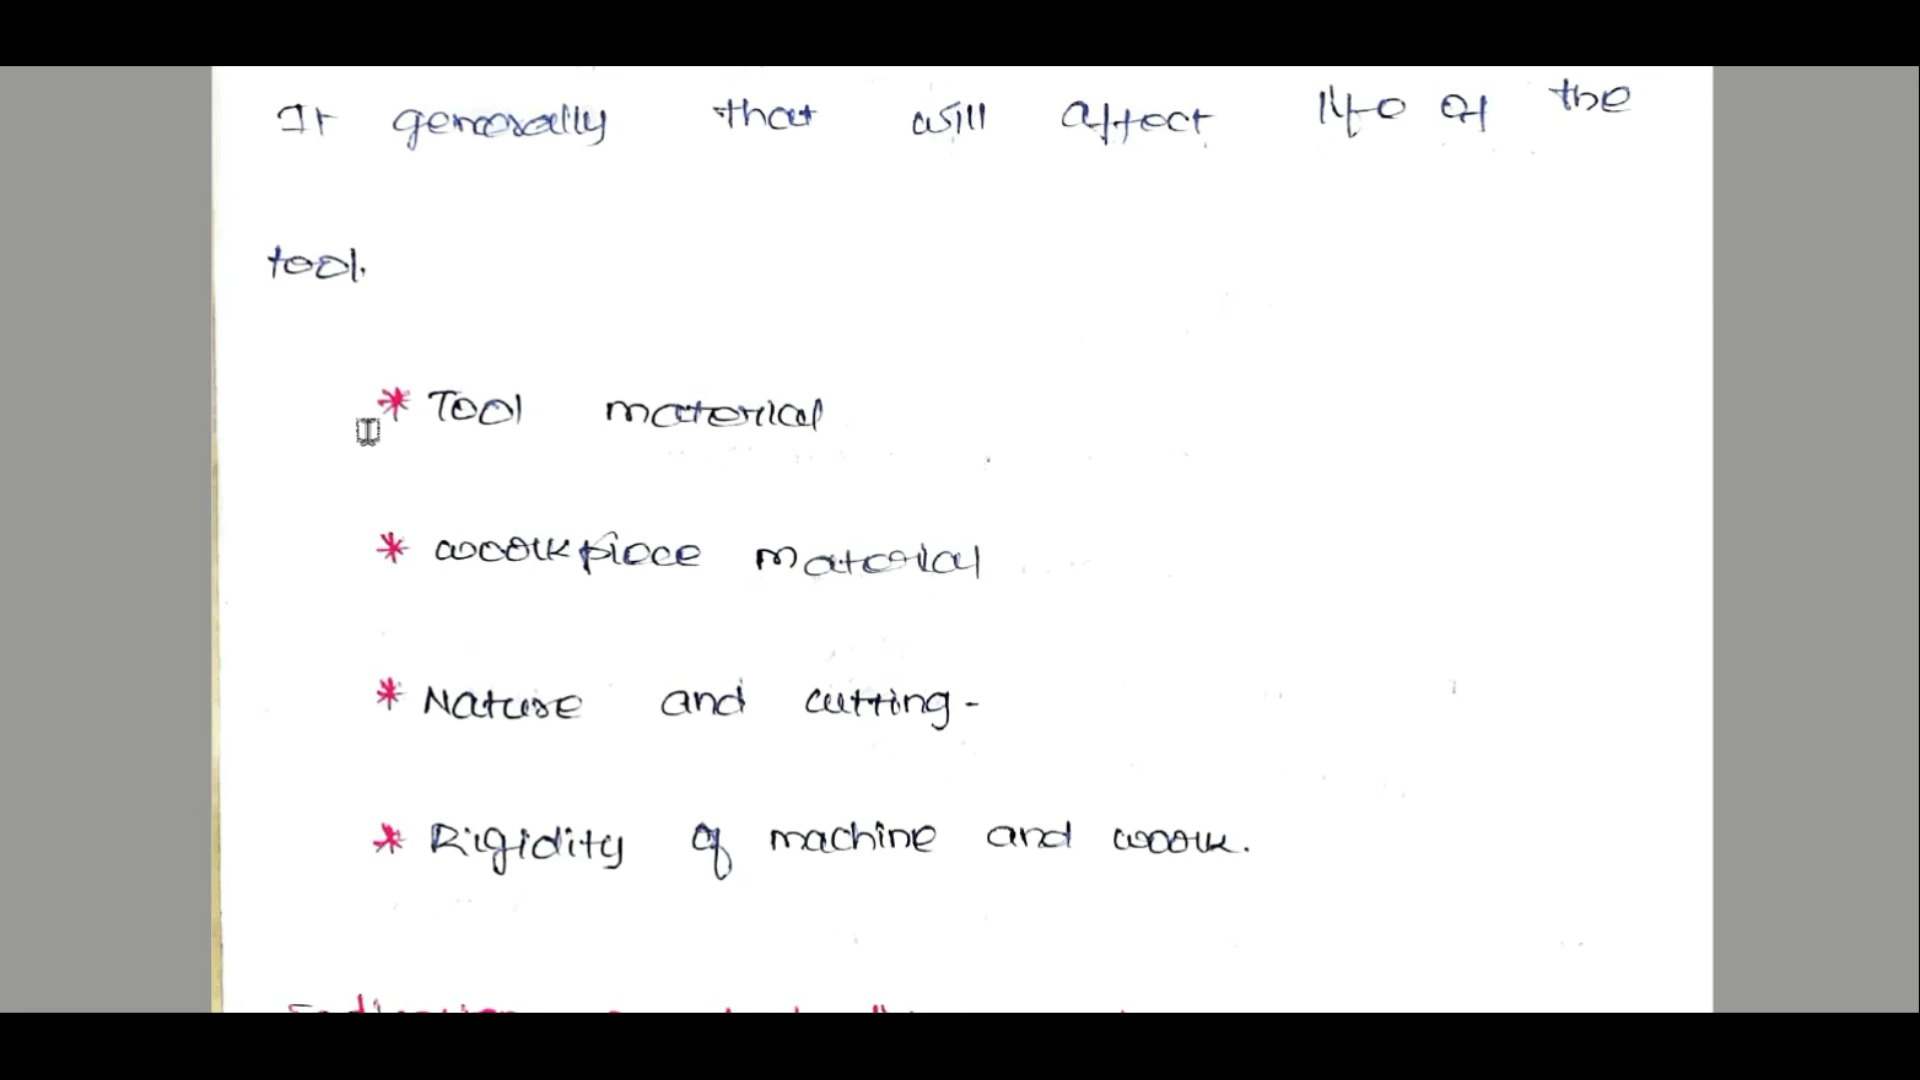 It generally that will affect life of the
tool.
* Tool material
* workpiece material
* Nature and cutting -
* Rigidity of machine and work.